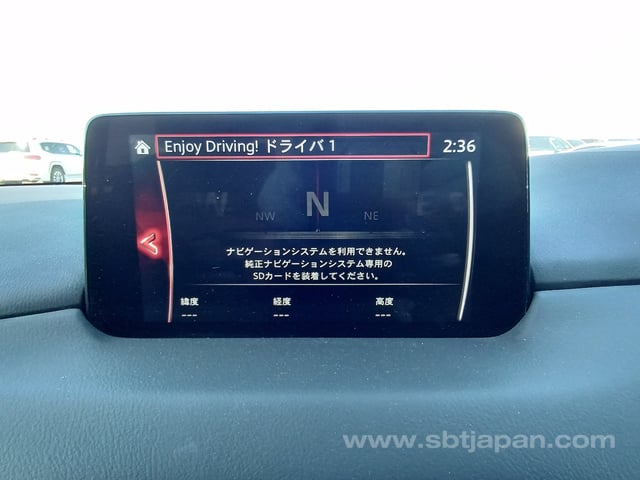 Enjoy Driving! ドライバ 1
2:36
W NW N NE E
ナビゲーションシステムを利用できません。
純正ナビゲーションシステム専用の
SDカードを装着してください。
緯度 経度 高度
--- --- ---
www.sbtjapan.com